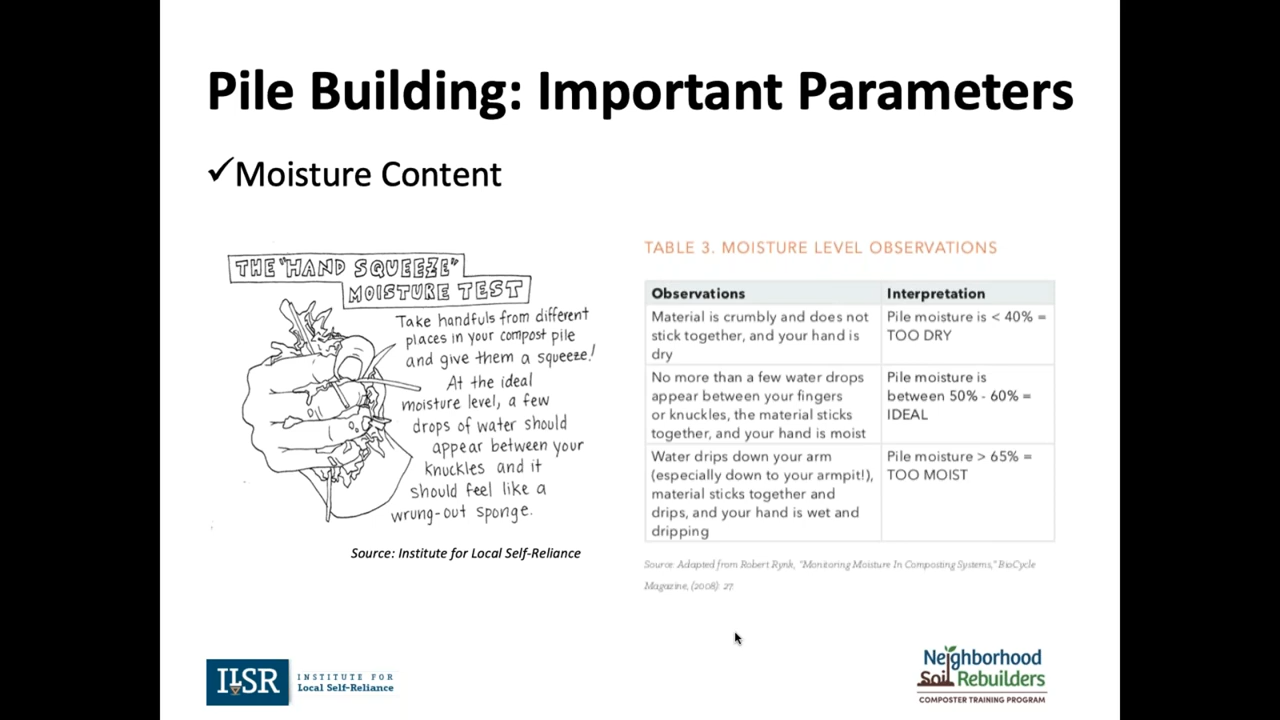 Pile Building: Important Parameters
✓Moisture Content
THE "HAND SQUEEZE"
MOISTURE TEST
Take handfuls from different
places in your compost pile
and give them a squeeze!
At the ideal
moisture level, a few
drops of water should
appear between your
knuckles and it
should feel like a
wrung-out sponge.
Source: Institute for Local Self-Reliance
TABLE 3. MOISTURE LEVEL OBSERVATIONS
Observations
Interpretation
Material is crumbly and does not
stick together, and your hand is
dry
Pile moisture is < 40% =
TOO DRY
No more than a few water drops
appear between your fingers
or knuckles, the material sticks
together, and your hand is moist
Pile moisture is
between 50% - 60% =
IDEAL
Water drips down your arm
(especially down to your armpit!),
material sticks together and
drips, and your hand is wet and
dripping
Pile moisture > 65% =
TOO MOIST
Source: Adapted from Robert Rynk, "Monitoring Moisture In Composting Systems," BioCycle
Magazine, (2008): 27
ILSR
INSTITUTE FOR
Local Self-Reliance
Neighborhood
Soil Rebuilders
COMPOSTER TRAINING PROGRAM